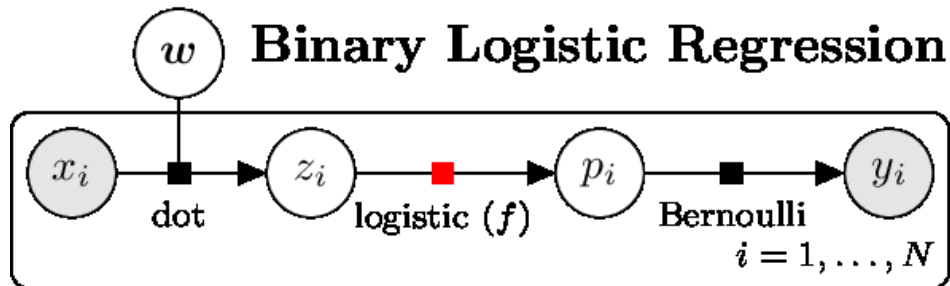 w
Binary Logistic Regression
x_i z_i p_i y_i
dot logistic (f) Bernoulli
i = 1, ..., N